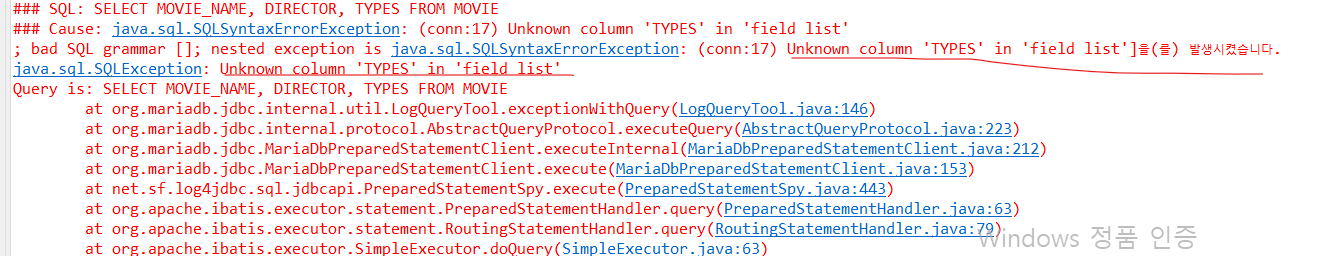 ### SQL: SELECT MOVIE_NAME, DIRECTOR, TYPES FROM MOVIE
### Cause: java.sql.SQLSyntaxErrorException: (conn:17) Unknown column 'TYPES' in 'field list'
; bad SQL grammar []; nested exception is java.sql.SQLSyntaxErrorException: (conn:17) Unknown column 'TYPES' in 'field list']을(를) 발생시켰습니다.
java.sql.SQLException: Unknown column 'TYPES' in 'field list'
Query is: SELECT MOVIE_NAME, DIRECTOR, TYPES FROM MOVIE
at org.mariadb.jdbc.internal.util.LogQueryTool.exceptionWithQuery(LogQueryTool.java:146)
at org.mariadb.jdbc.internal.protocol.AbstractQueryProtocol.executeQuery(AbstractQueryProtocol.java:223)
at org.mariadb.jdbc.MariaDbPreparedStatementClient.executeInternal(MariaDbPreparedStatementClient.java:212)
at org.mariadb.jdbc.MariaDbPreparedStatementClient.execute(MariaDbPreparedStatementClient.java:153)
at net.sf.log4jdbc.sql.jdbcapi.PreparedStatementSpy.execute(PreparedStatementSpy.java:443)
at org.apache.ibatis.executor.statement.PreparedStatementHandler.query(PreparedStatementHandler.java:63)
at org.apache.ibatis.executor.statement.RoutingStatementHandler.query(RoutingStatementHandler.java:79)
at org.apache.ibatis.executor.SimpleExecutor.doQuery(SimpleExecutor.java:63)
Windows 정품 인증